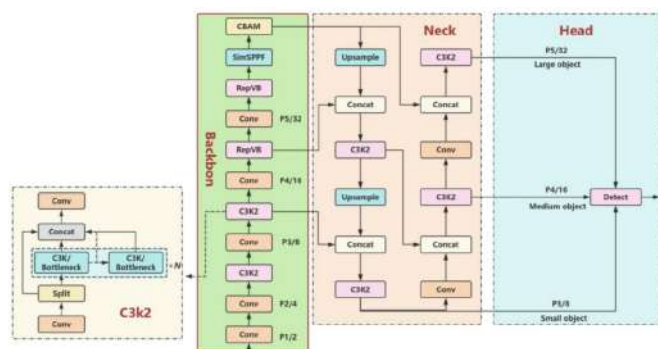 Backbon
CBAM
SimSPPF
RepVB
Conv
P5/32
RepVB
Conv
P4/16
C3K2
Conv
P3/8
C3K2
Conv
P2/4
Conv
P1/2
Conv
Concat
C3K/
Bottleneck
C3K/
Bottleneck
*N
Split
Conv
C3k2
Neck
Upsample
Concat
C3K2
Upsample
Concat
C3K2
C3K2
Concat
Conv
C3K2
Concat
Conv
Head
P5/32
Large object
P4/16
Medium object
Detect
P3/8
Small object